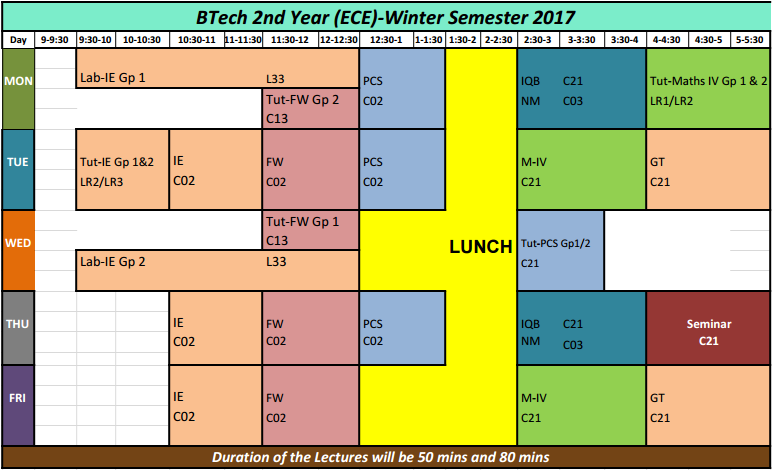 BTech 2nd Year (ECE)-Winter Semester 2017
Day 9-9:30 9:30-10 10-10:30 10:30-11 11-11:30 11:30-12 12-12:30 12:30-1 1-1:30 1:30-2 2-2:30 2:30-3 3-3:30 3:30-4 4-4:30 4:30-5 5-5:30
MON
Lab-IE Gp 1 L33
Tut-FW Gp 2
C13
PCS
C02
IQB C21
NM C03
Tut-Maths IV Gp 1 & 2
LR1/LR2
TUE
Tut-IE Gp 1&2
LR2/LR3
IE
C02
FW
C02
PCS
C02
M-IV
C21
GT
C21
WED
Tut-FW Gp 1
C13
Lab-IE Gp 2 L33
LUNCH
Tut-PCS Gp1/2
C21
THU
IE
C02
FW
C02
PCS
C02
IQB C21
NM C03
Seminar
C21
FRI
IE
C02
FW
C02
M-IV
C21
GT
C21
Duration of the Lectures will be 50 mins and 80 mins